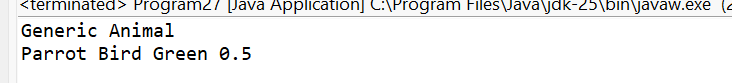 <terminated> Program27 [Java Application] C:\Program Files\Java\jdk-25\bin\javaw.exe (2
Generic Animal
Parrot Bird Green 0.5